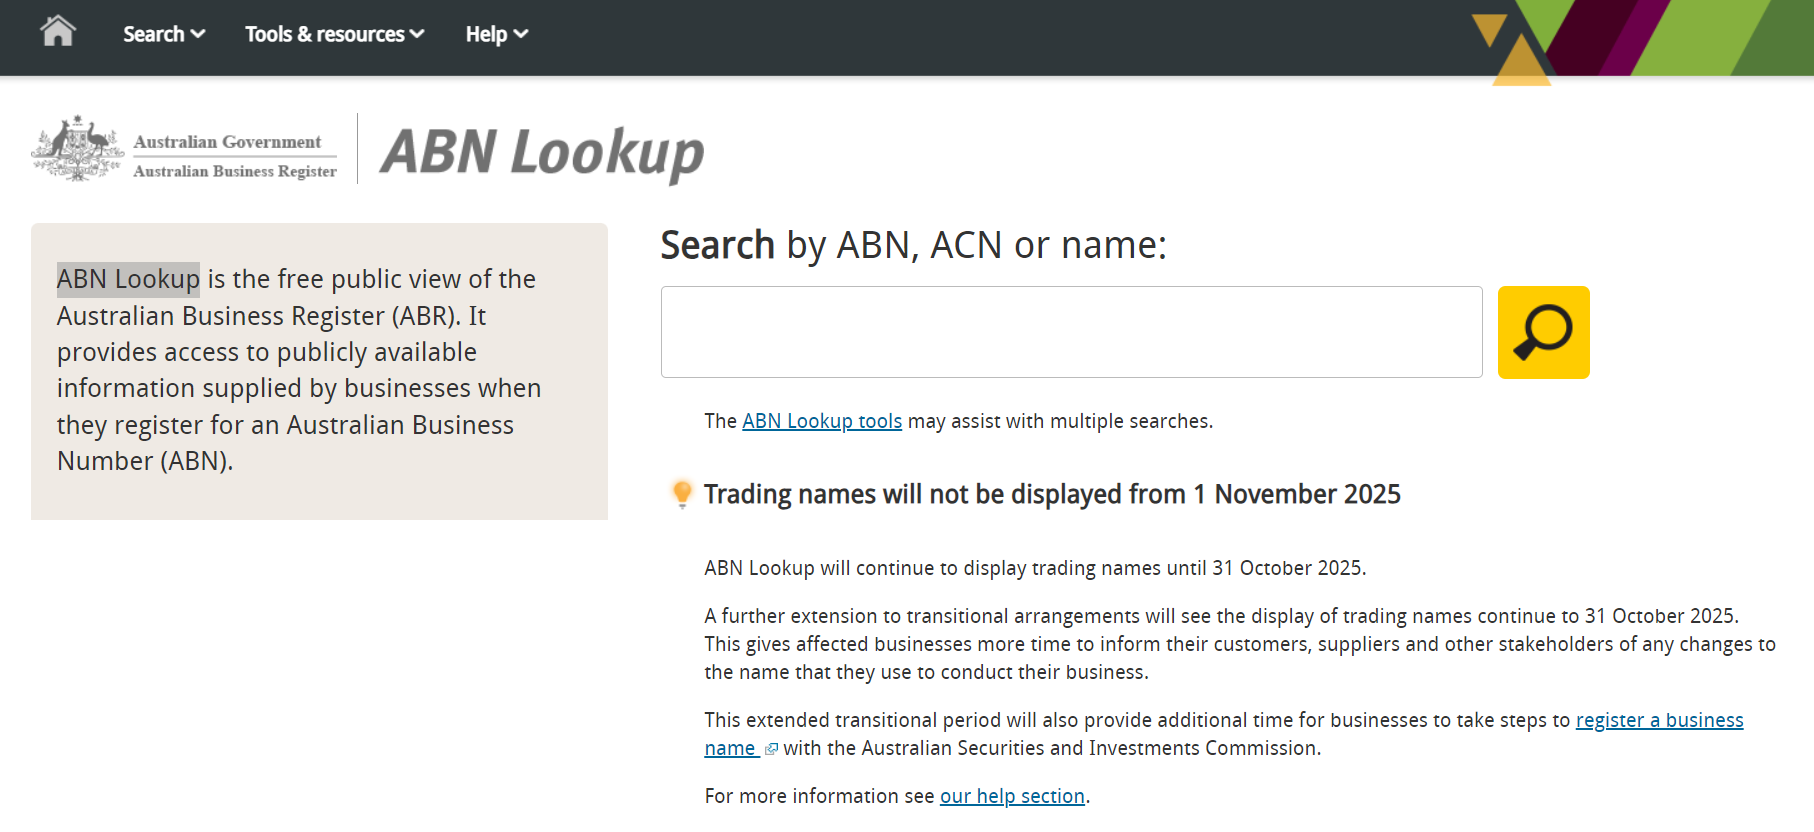 Search
Tools & resources
Help
Australian Government
Australian Business Register
ABN Lookup
ABN Lookup is the free public view of the
Australian Business Register (ABR). It
provides access to publicly available
information supplied by businesses when
they register for an Australian Business
Number (ABN).
Search by ABN, ACN or name:
The ABN Lookup tools may assist with multiple searches.
Trading names will not be displayed from 1 November 2025
ABN Lookup will continue to display trading names until 31 October 2025.
A further extension to transitional arrangements will see the display of trading names continue to 31 October 2025.
This gives affected businesses more time to inform their customers, suppliers and other stakeholders of any changes to
the name that they use to conduct their business.
This extended transitional period will also provide additional time for businesses to take steps to register a business
name with the Australian Securities and Investments Commission.
For more information see our help section.